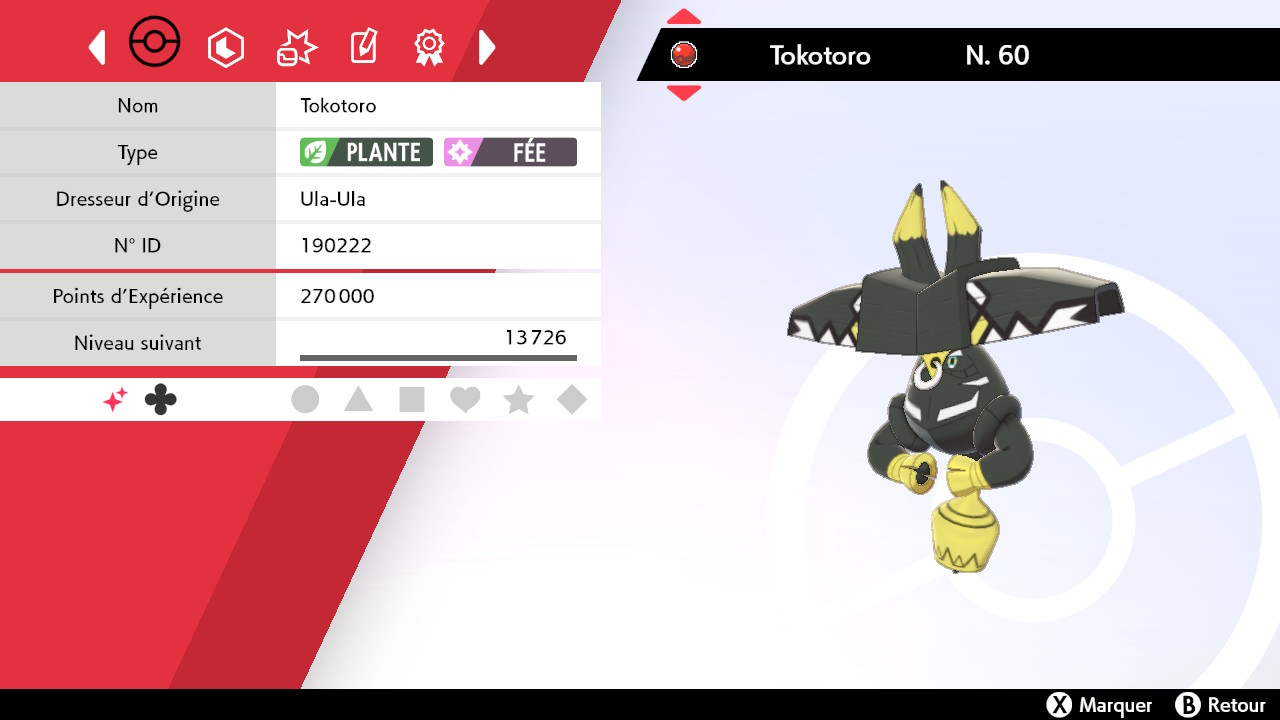 Tokotoro N. 60
Nom Tokotoro
Type PLANTE FÉE
Dresseur d'Origine Ula-Ula
N° ID 190222
Points d'Expérience 270 000
Niveau suivant 13 726
X Marquer B Retour